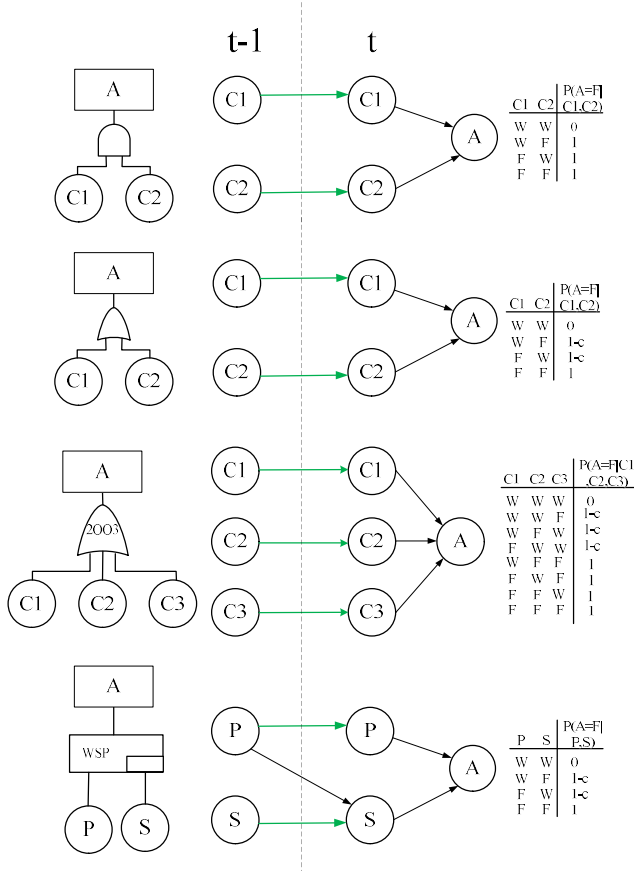 t-1 t
A
C1 C2
C1 C1
A
C2 C2
P(A=F|
C1 C2 C1,C2)
W W 0
W F 1
F W 1
F F 1
A
C1 C2
C1 C1
A
C2 C2
P(A=F|
C1 C2 C1,C2)
W W 0
W F 1-c
F W 1-c
F F 1
A
2OO3
C1 C2 C3
C1 C1
C2 C2 A
C3 C3
P(A=F|C1
C1 C2 C3 ,C2,C3)
W W W 0
W W F 1-c
W F W 1-c
F W W 1-c
W F F 1
F W F 1
F F W 1
F F F 1
A
WSP
P S
P P
A
S S
P(A=F|
P S P,S)
W W 0
W F 1-c
F W 1-c
F F 1